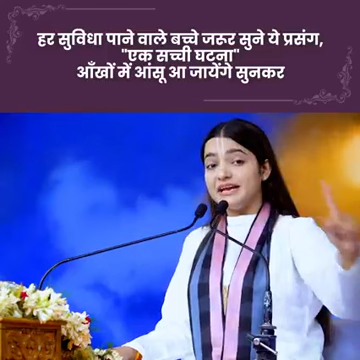 हर सुविधा पाने वाले बच्चे जरूर सुने ये प्रसंग,
"एक सच्ची घटना"
आँखों में आंसू आ जायेंगे सुनकर